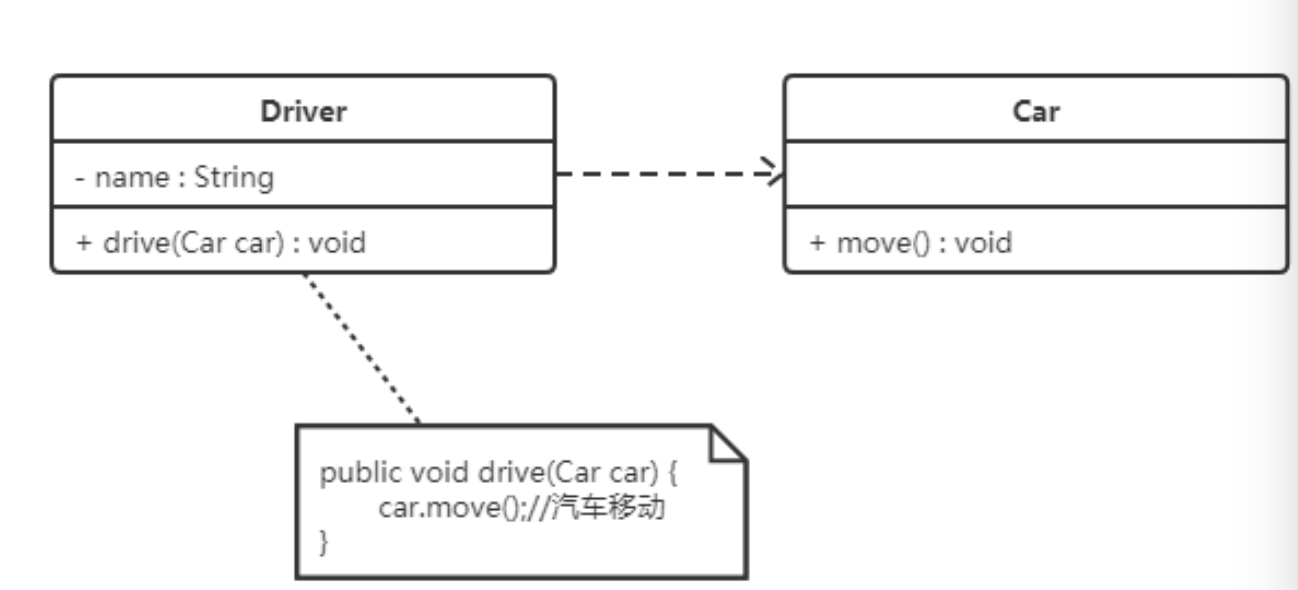 Driver
- name : String
+ drive(Car car) : void
Car
+ move() : void
public void drive(Car car) {
car.move();//汽车移动
}